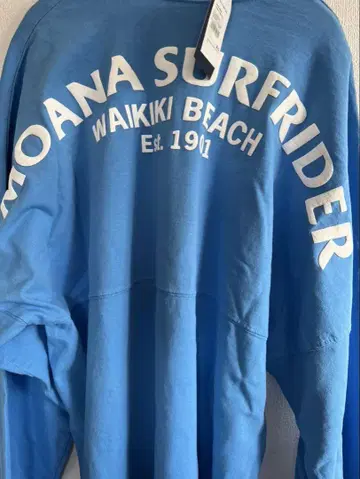 MOANA SURFRIDER
WAIKIKI BEACH
Est. 1901